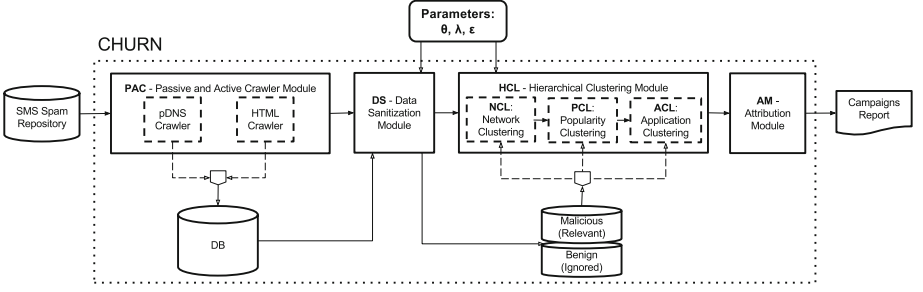 Parameters:
θ, λ, ε
CHURN
SMS Spam
Repository
PAC - Passive and Active Crawler Module
pDNS
Crawler
HTML
Crawler
DB
DS - Data
Sanitization
Module
HCL - Hierarchical Clustering Module
NCL:
Network
Clustering
PCL:
Popularity
Clustering
ACL:
Application
Clustering
Malicious
(Relevant)
Benign
(Ignored)
AM -
Attribution
Module
Campaigns
Report